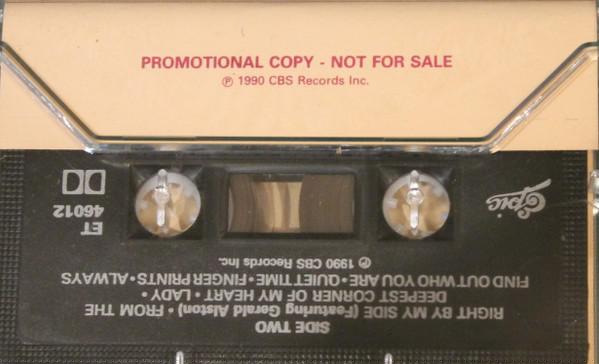 PROMOTIONAL COPY - NOT FOR SALE
℗ 1990 CBS Records Inc.
SIDE TWO
RIGHT BY MY SIDE (Featuring Gerald Alston) • FROM THE
DEEPEST CORNER OF MY HEART • LADY •
FIND OUT WHO YOU ARE • QUIET TIME • FINGER PRINTS • ALWAYS
℗ 1990 CBS Records Inc.
Epic
ET
46012